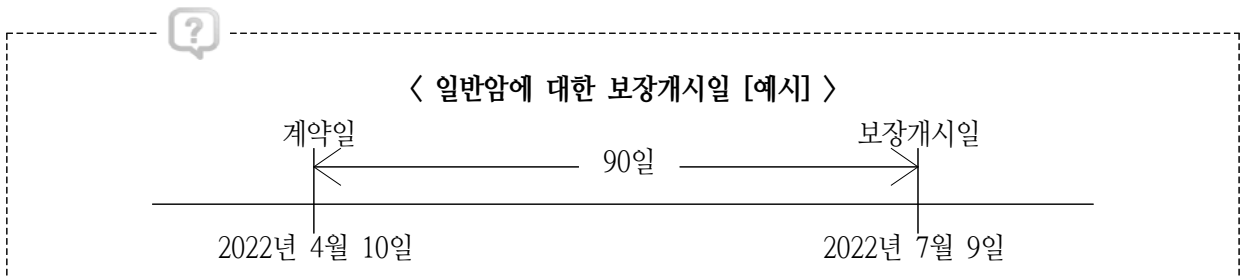 ?
〈 일반암에 대한 보장개시일 [예시] 〉
계약일 보장개시일
90일
2022년 4월 10일 2022년 7월 9일